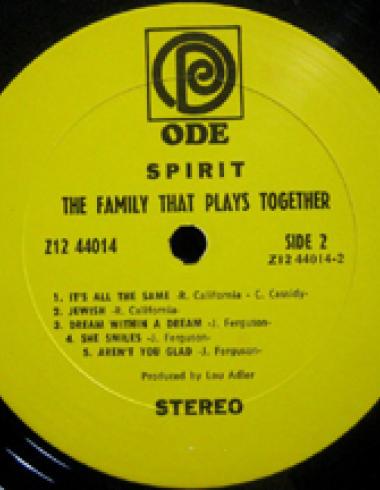 ODE
SPIRIT
THE FAMILY THAT PLAYS TOGETHER
Z12 44014
SIDE 2
Z12 44014-2
1. IT'S ALL THE SAME -R. California - C. Cassidy-
2. JEWISH -R. California-
3. DREAM WITHIN A DREAM -J. Ferguson-
4. SHE SMILES -J. Ferguson-
5. AREN'T YOU GLAD -J. Ferguson-
Produced by Lou Adler
STEREO